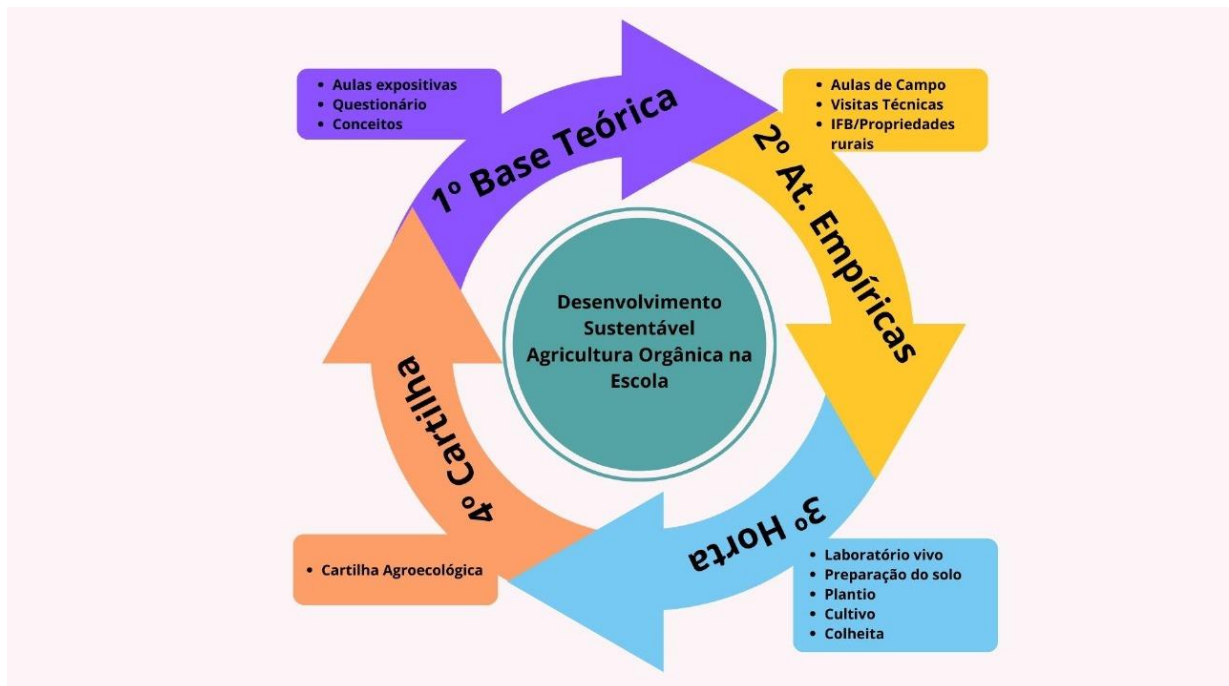 1º Base Teórica
• Aulas expositivas
• Questionário
• Conceitos
2º At. Empíricas
• Aulas de Campo
• Visitas Técnicas
• IFB/Propriedades
rurais
3º Horta
• Laboratório vivo
• Preparação do solo
• Plantio
• Cultivo
• Colheita
4º Cartilha
• Cartilha Agroecológica
Desenvolvimento
Sustentável
Agricultura Orgânica na
Escola